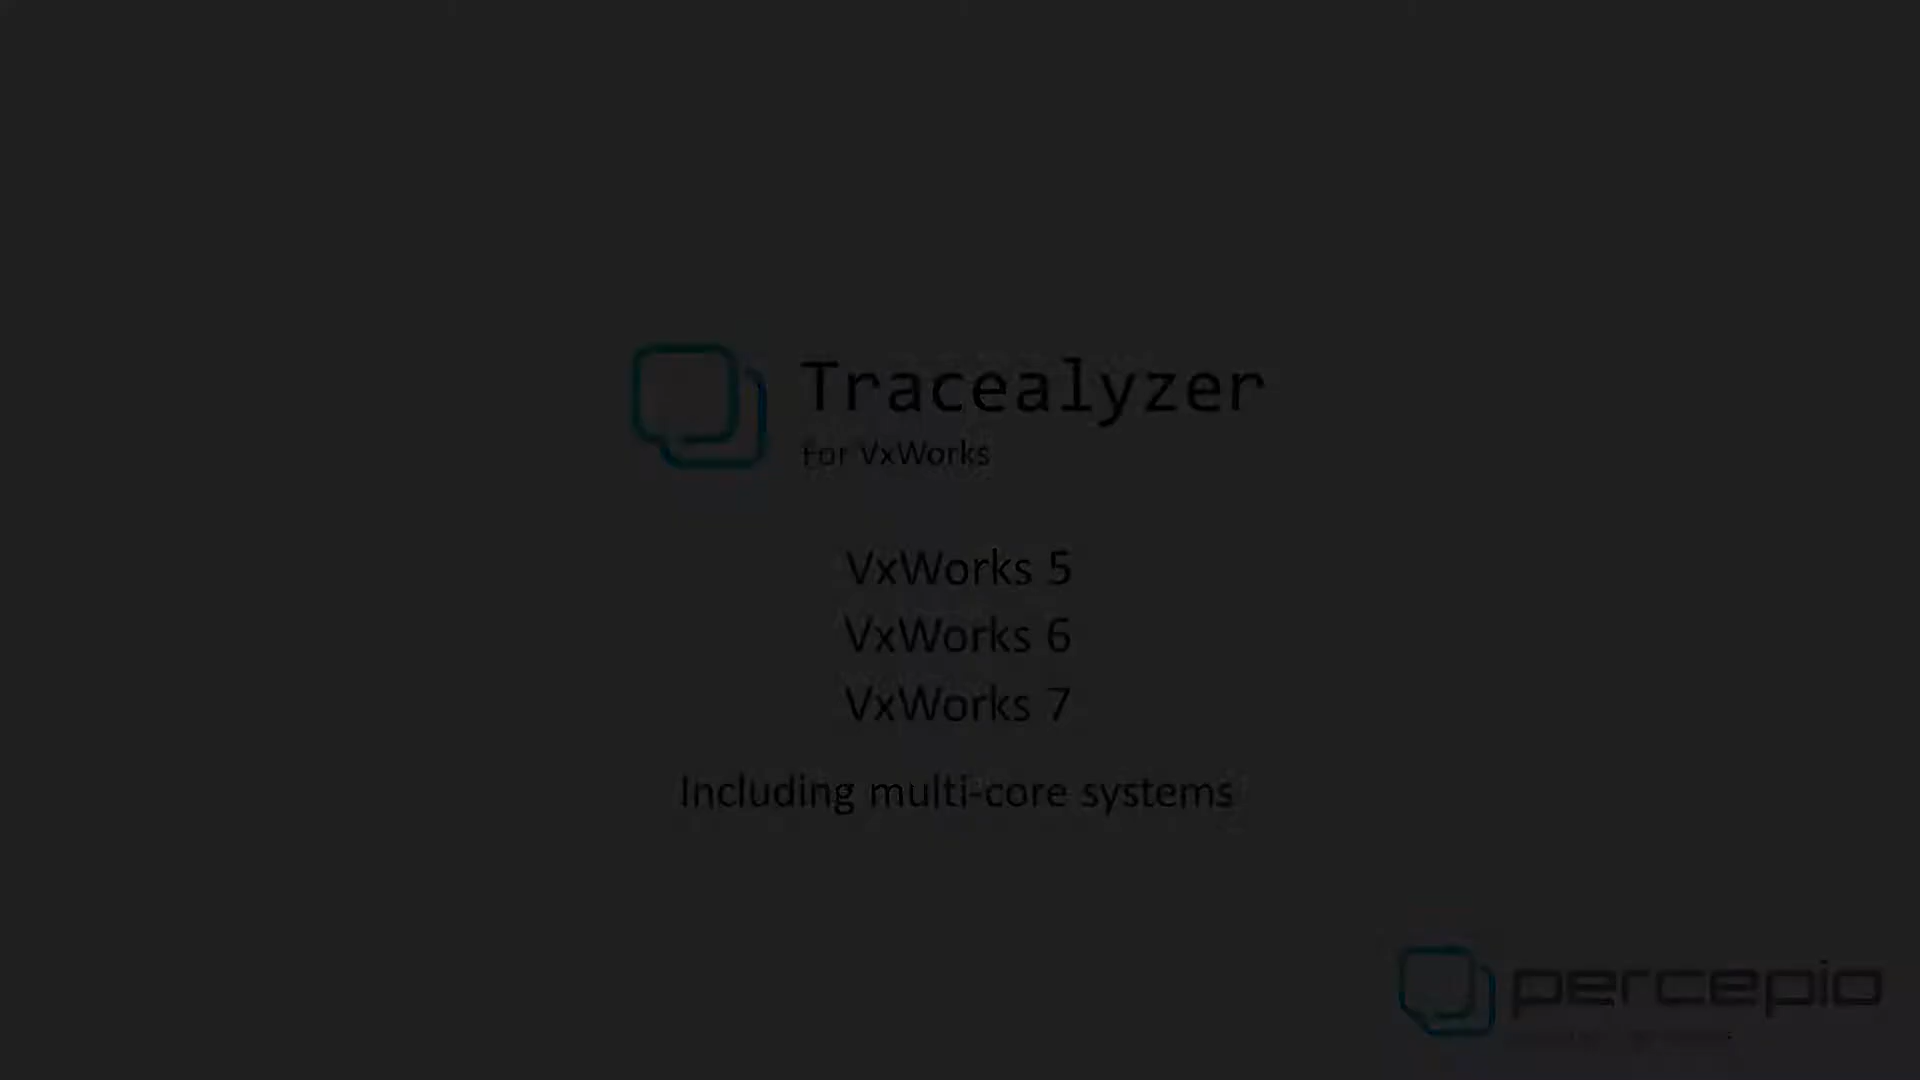 Tracealyzer
For VxWorks
VxWorks 5
VxWorks 6
VxWorks 7
Including multi-core systems
percepio